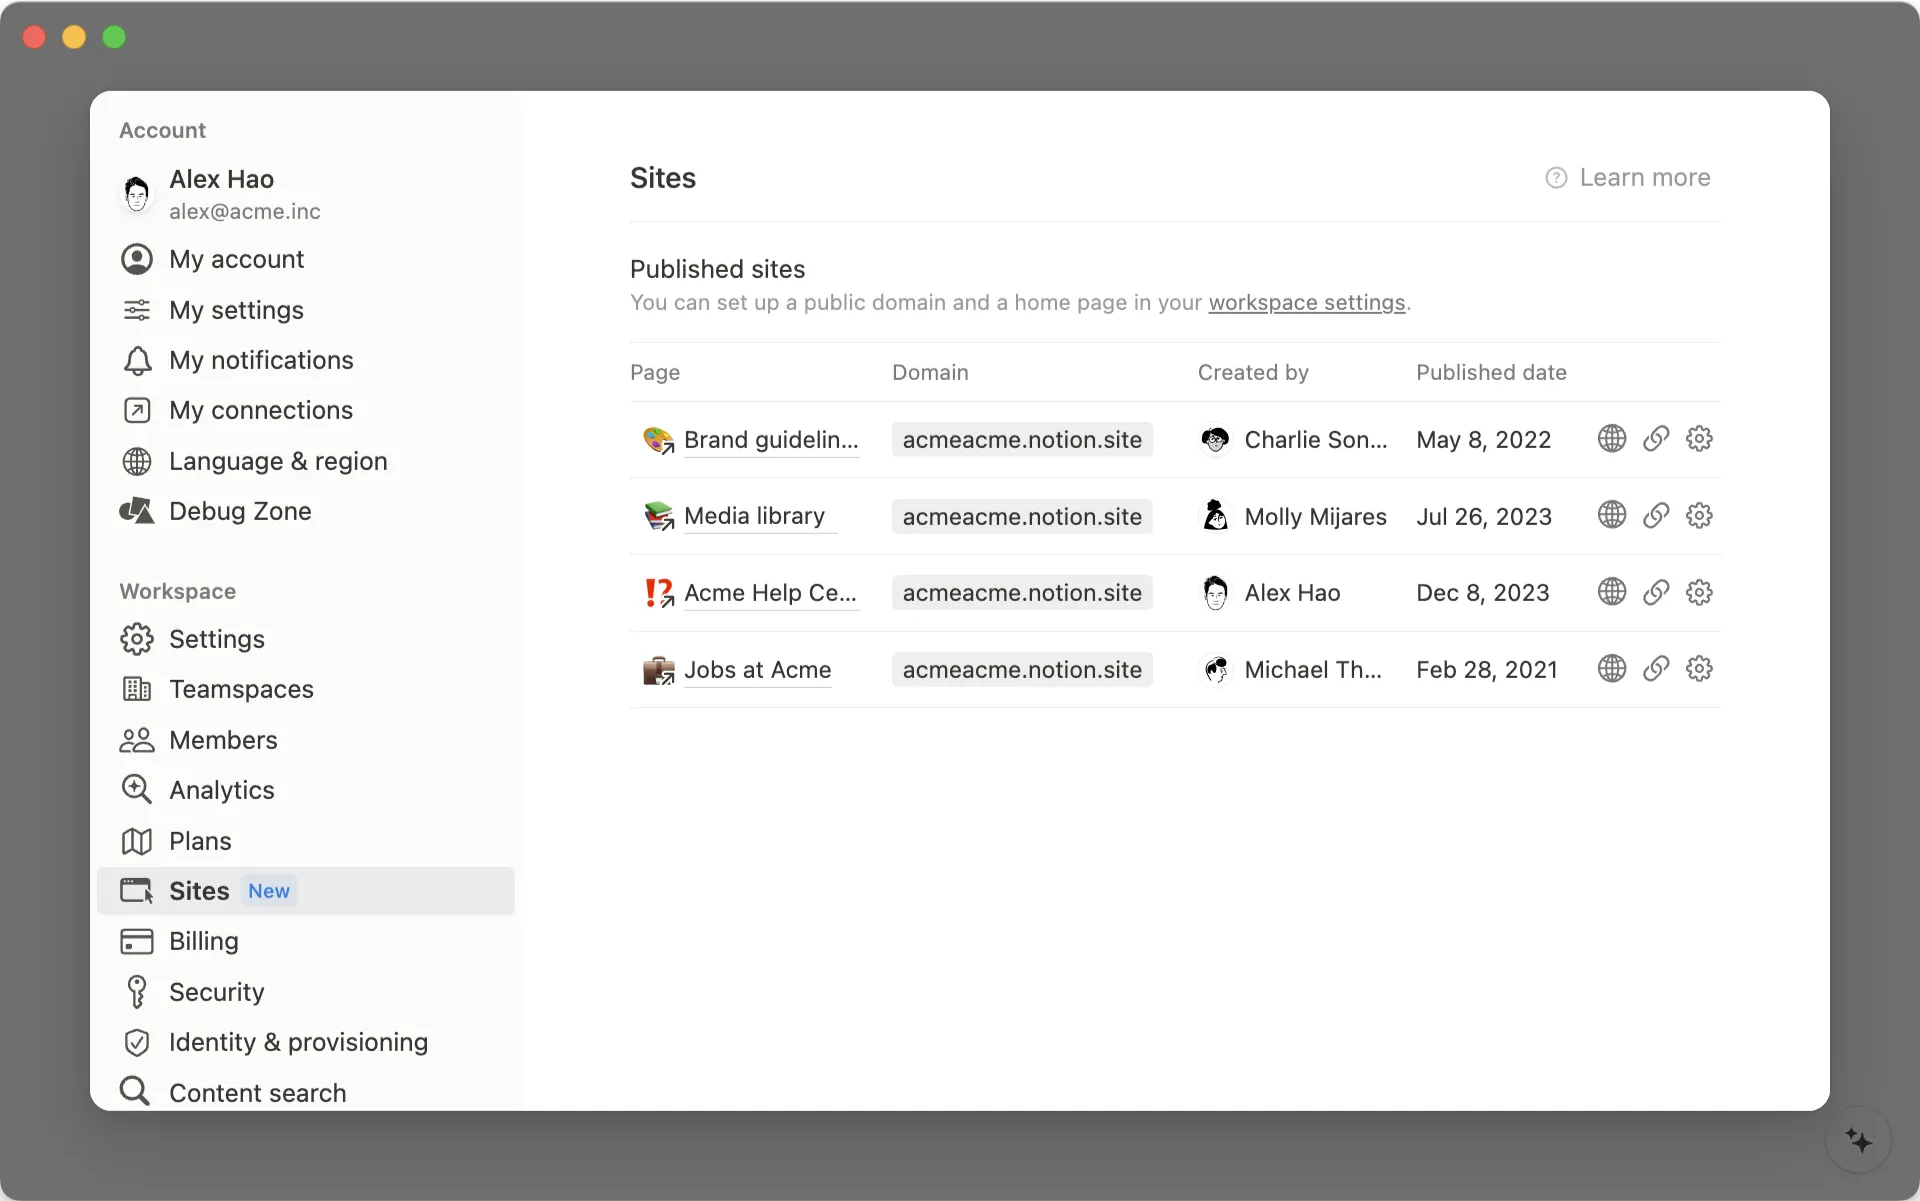 Account
Alex Hao
alex@acme.inc
My account
My settings
My notifications
My connections
Language & region
Debug Zone
Workspace
Settings
Teamspaces
Members
Analytics
Plans
Sites New
Billing
Security
Identity & provisioning
Content search
Sites
Learn more
Published sites
You can set up a public domain and a home page in your workspace settings.
Page Domain Created by Published date
Brand guidelin... acmeacme.notion.site Charlie Son... May 8, 2022
Media library acmeacme.notion.site Molly Mijares Jul 26, 2023
Acme Help Ce... acmeacme.notion.site Alex Hao Dec 8, 2023
Jobs at Acme acmeacme.notion.site Michael Th... Feb 28, 2021